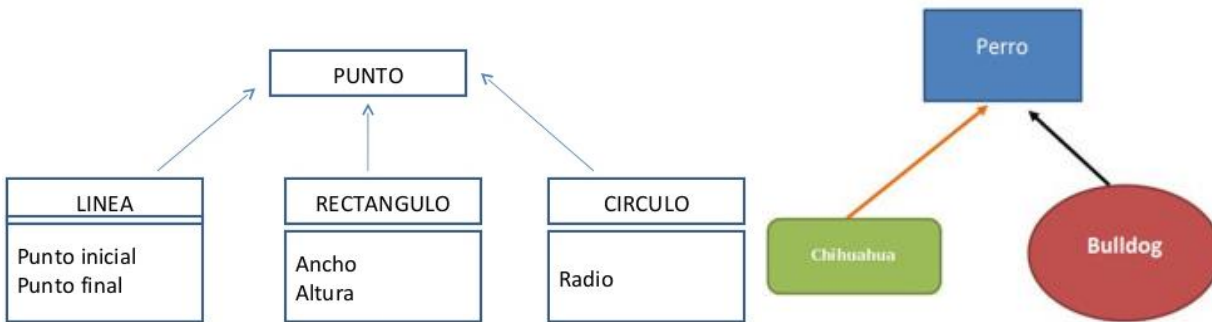 PUNTO
LINEA
Punto inicial
Punto final
RECTANGULO
Ancho
Altura
CIRCULO
Radio
Perro
Chihuahua
Bulldog